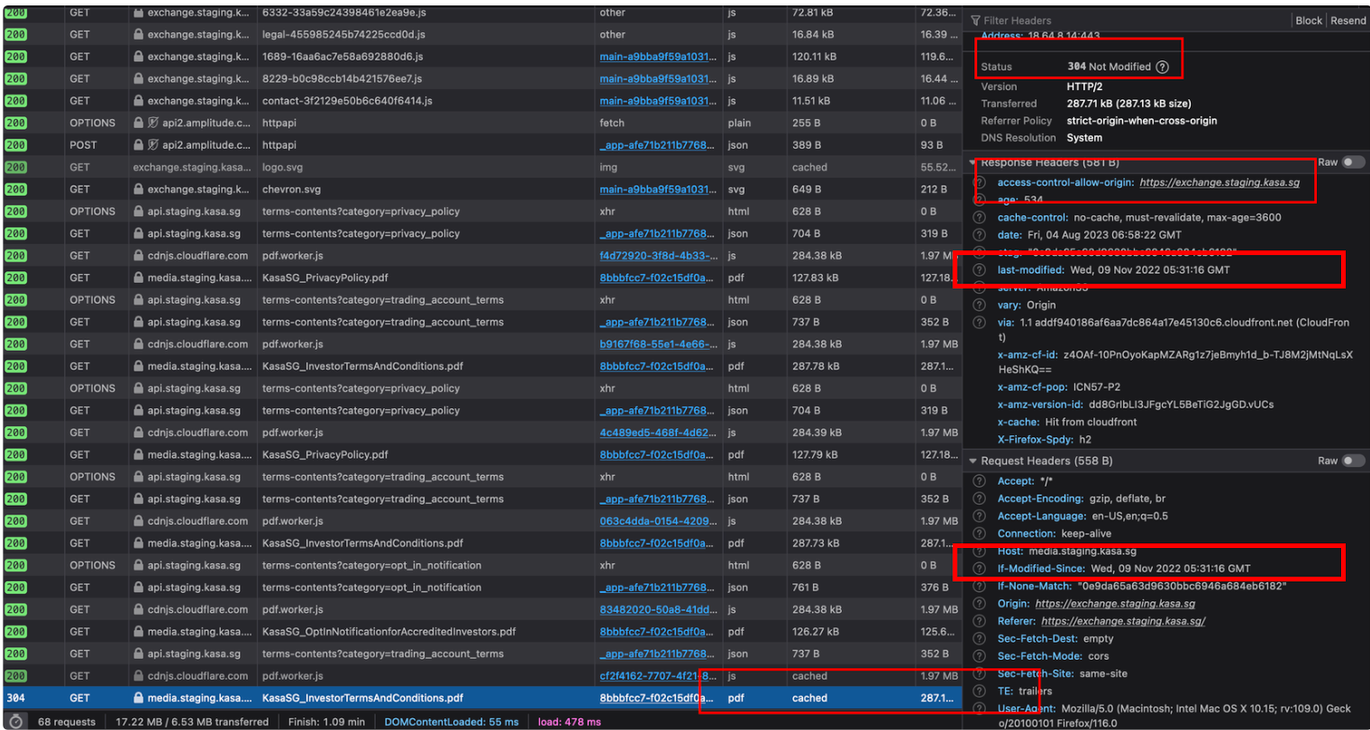 200 GET exchange.staging.k... 6332-33a59c24398461e2ea9e.js other js 72.81 kB 72.36...
200 GET exchange.staging.k... legal-455985245b74225ccd0d.js other js 16.84 kB 16.39 ...
200 GET exchange.staging.k... 1689-16aa6ac7e58a692880d6.js main-a9bba9f59a1031... js 120.11 kB 119.6...
200 GET exchange.staging.k... 8229-b0c98ccb14b421576ee7.js main-a9bba9f59a1031... js 16.89 kB 16.44 ...
200 GET exchange.staging.k... contact-3f2129e50b6c640f6414.js main-a9bba9f59a1031... js 11.51 kB 11.06 ...
200 OPTIONS api2.amplitude.c... httpapi fetch plain 255 B 0 B
200 POST api2.amplitude.c... httpapi _app-afe71b211b7768... json 389 B 93 B
200 GET exchange.staging.kasa... logo.svg img svg cached 55.52...
200 GET exchange.staging.k... chevron.svg main-a9bba9f59a1031... svg 649 B 212 B
200 OPTIONS api.staging.kasa.sg terms-contents?category=privacy_policy xhr html 628 B 0 B
200 GET api.staging.kasa.sg terms-contents?category=privacy_policy _app-afe71b211b7768... json 704 B 319 B
200 GET cdnjs.cloudflare.com pdf.worker.js f4d72920-3f8d-4b33-... js 284.38 kB 1.97 MB
200 GET media.staging.kasa.... KasaSG_PrivacyPolicy.pdf 8bbbfcc7-f02c15df0a... pdf 127.83 kB 127.18...
200 OPTIONS api.staging.kasa.sg terms-contents?category=trading_account_terms xhr html 628 B 0 B
200 GET api.staging.kasa.sg terms-contents?category=trading_account_terms _app-afe71b211b7768... json 737 B 352 B
200 GET cdnjs.cloudflare.com pdf.worker.js b9167f68-55e1-4e66-... js 284.38 kB 1.97 MB
200 GET media.staging.kasa.... KasaSG_InvestorTermsAndConditions.pdf 8bbbfcc7-f02c15df0a... pdf 287.78 kB 287.1...
200 OPTIONS api.staging.kasa.sg terms-contents?category=privacy_policy xhr html 628 B 0 B
200 GET api.staging.kasa.sg terms-contents?category=privacy_policy _app-afe71b211b7768... json 704 B 319 B
200 GET cdnjs.cloudflare.com pdf.worker.js 4c489ed5-468f-4d62... js 284.39 kB 1.97 MB
200 GET media.staging.kasa.... KasaSG_PrivacyPolicy.pdf 8bbbfcc7-f02c15df0a... pdf 127.79 kB 127.18...
200 OPTIONS api.staging.kasa.sg terms-contents?category=trading_account_terms xhr html 628 B 0 B
200 GET api.staging.kasa.sg terms-contents?category=trading_account_terms _app-afe71b211b7768... json 737 B 352 B
200 GET cdnjs.cloudflare.com pdf.worker.js 063c4dda-0154-4209... js 284.38 kB 1.97 MB
200 GET media.staging.kasa.... KasaSG_InvestorTermsAndConditions.pdf 8bbbfcc7-f02c15df0a... pdf 287.73 kB 287.1...
200 OPTIONS api.staging.kasa.sg terms-contents?category=opt_in_notification xhr html 628 B 0 B
200 GET api.staging.kasa.sg terms-contents?category=opt_in_notification _app-afe71b211b7768... json 761 B 376 B
200 GET cdnjs.cloudflare.com pdf.worker.js 83482020-50a8-41dd... js 284.38 kB 1.97 MB
200 GET media.staging.kasa.... KasaSG_OptInNotificationforAccreditedInvestors.pdf 8bbbfcc7-f02c15df0a... pdf 126.27 kB 125.6...
200 GET api.staging.kasa.sg terms-contents?category=trading_account_terms _app-afe71b211b7768... json 737 B 352 B
200 GET cdnjs.cloudflare.com pdf.worker.js cf2f4162-7707-4f21-8... js cached 1.97 MB
304 GET media.staging.kasa.... KasaSG_InvestorTermsAndConditions.pdf 8bbbfcc7-f02c15df0a... pdf cached 287.1...
68 requests 17.22 MB / 6.53 MB transferred Finish: 1.09 min DOMContentLoaded: 55 ms load: 478 ms
Filter Headers Block Resend
Address: 18.64.8.14:443
Status 304 Not Modified
Version HTTP/2
Transferred 287.71 kB (287.13 kB size)
Referrer Policy strict-origin-when-cross-origin
DNS Resolution System
Response Headers (581 B) Raw
access-control-allow-origin: https://exchange.staging.kasa.sg
age: 534
cache-control: no-cache, must-revalidate, max-age=3600
date: Fri, 04 Aug 2023 06:58:22 GMT
etag: "0e9da65a63d9630bbc6946a684eb6182"
last-modified: Wed, 09 Nov 2022 05:31:16 GMT
server: AmazonS3
vary: Origin
via: 1.1 addf940186af6aa7dc864a17e45130c6.cloudfront.net (CloudFron
t)
x-amz-cf-id: z4OAf-10PnOyoKapMZARg1z7jeBmyh1d_b-TJ8M2jMtNqLsX
HeShKQ==
x-amz-cf-pop: ICN57-P2
x-amz-version-id: dd8GrIbLI3JFgcYL5BeTiG2JgGD.vUCs
x-cache: Hit from cloudfront
X-Firefox-Spdy: h2
Request Headers (558 B) Raw
Accept: */*
Accept-Encoding: gzip, deflate, br
Accept-Language: en-US,en;q=0.5
Connection: keep-alive
Host: media.staging.kasa.sg
If-Modified-Since: Wed, 09 Nov 2022 05:31:16 GMT
If-None-Match: "0e9da65a63d9630bbc6946a684eb6182"
Origin: https://exchange.staging.kasa.sg
Referer: https://exchange.staging.kasa.sg/
Sec-Fetch-Dest: empty
Sec-Fetch-Mode: cors
Sec-Fetch-Site: same-site
TE: trailers
User-Agent: Mozilla/5.0 (Macintosh; Intel Mac OS X 10.15; rv:109.0) Geck
o/20100101 Firefox/116.0